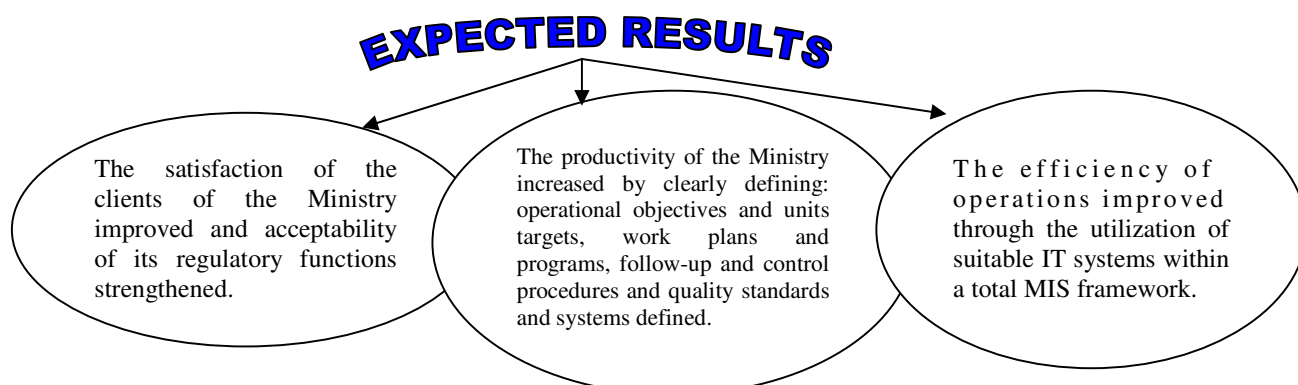 EXPECTED RESULTS
The satisfaction of the
clients of the Ministry
improved and acceptability
of its regulatory functions
strengthened.
The productivity of the Ministry
increased by clearly defining:
operational objectives and units
targets, work plans and
programs, follow-up and control
procedures and quality standards
and systems defined.
The efficiency of
operations improved
through the utilization of
suitable IT systems within
a total MIS framework.